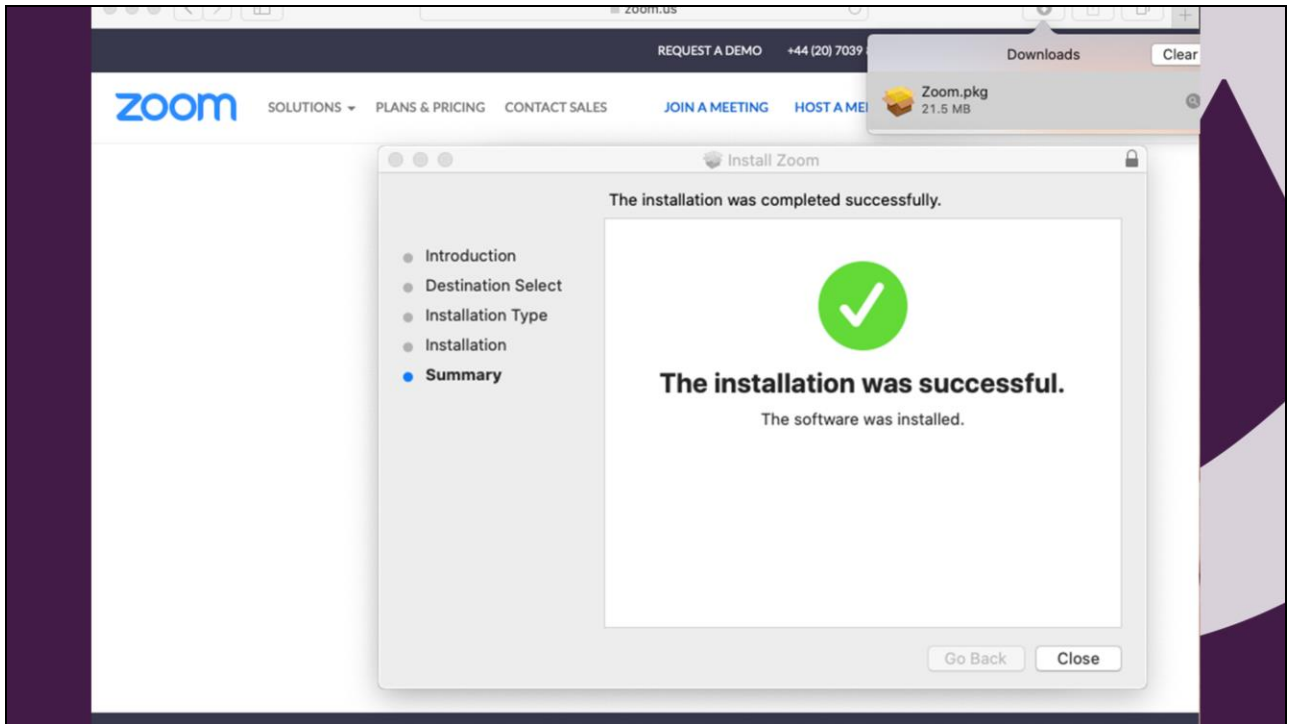 zoom.us
REQUEST A DEMO +44 (20) 7039
Downloads Clear
zoom SOLUTIONS PLANS & PRICING CONTACT SALES JOIN A MEETING HOST A
Zoom.pkg
21.5 MB
Install Zoom
The installation was completed successfully.
Introduction
Destination Select
Installation Type
Installation
Summary
The installation was successful.
The software was installed.
Go Back Close